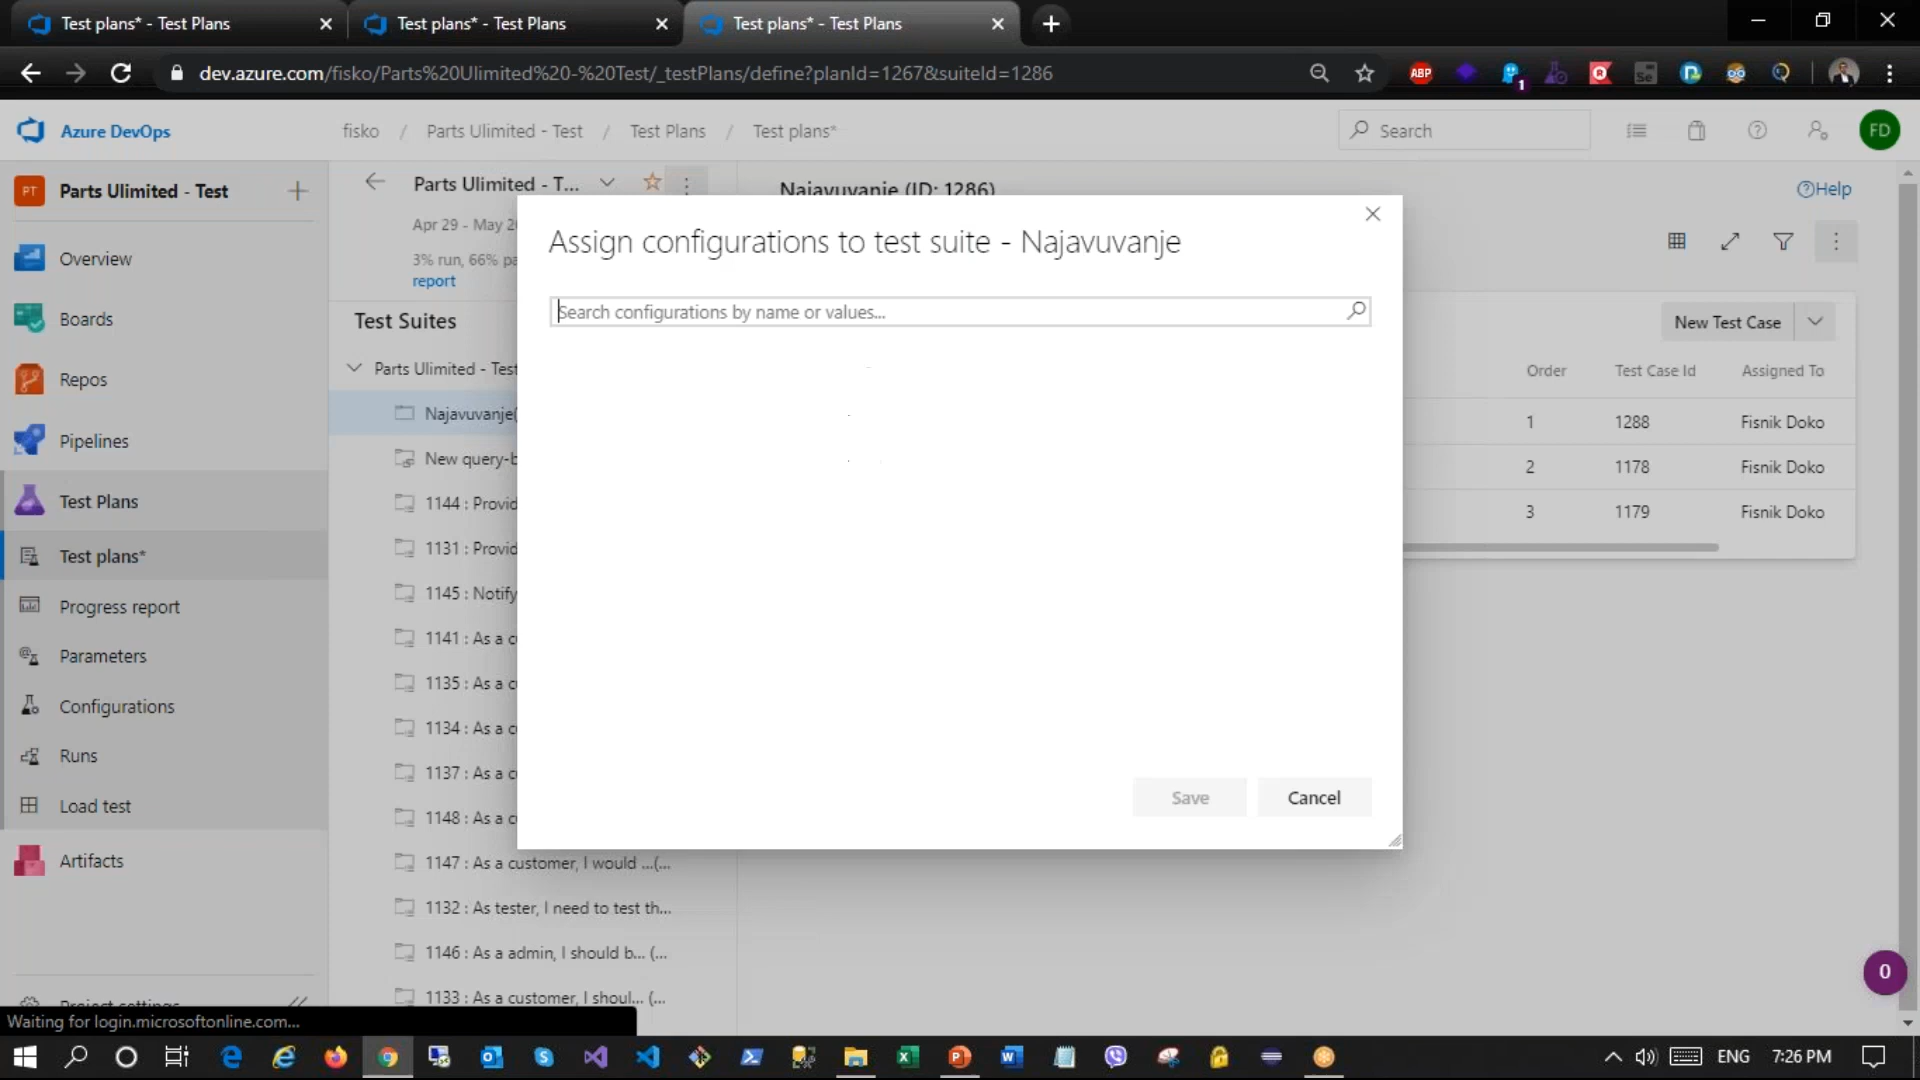 Test plans* - Test Plans
Test plans* - Test Plans
Test plans* - Test Plans
dev.azure.com/fisko/Parts%20Ulimited%20-%20Test/_testPlans/define?planId=1267&suiteId=1286
ABP
1
Azure DevOps
fisko / Parts Ulimited - Test / Test Plans / Test plans*
Search
FD
PT
Parts Ulimited - Test
Overview
Boards
Repos
Pipelines
Test Plans
Test plans*
Progress report
Parameters
Configurations
Runs
Load test
Artifacts
Project settings
Parts Ulimited - T...
Apr 29 - May 2
3% run, 66% pa
report
Test Suites
Parts Ulimited - Test
Najavuvanje(
New query-b
1144 : Provid
1131 : Provid
1145 : Notify
1141 : As a c
1135 : As a c
1134 : As a c
1137 : As a c
1148 : As a c
1147 : As a customer, I would ...(...
1132 : As tester, I need to test th...
1146 : As a admin, I should b... (...
1133 : As a customer, I shoul... (...
Najavuvanje (ID: 1286)
Help
New Test Case
Order Test Case Id Assigned To
1 1288 Fisnik Doko
2 1178 Fisnik Doko
3 1179 Fisnik Doko
Assign configurations to test suite - Najavuvanje
Search configurations by name or values...
Save
Cancel
0
Waiting for login.microsoftonline.com...
ENG
7:26 PM